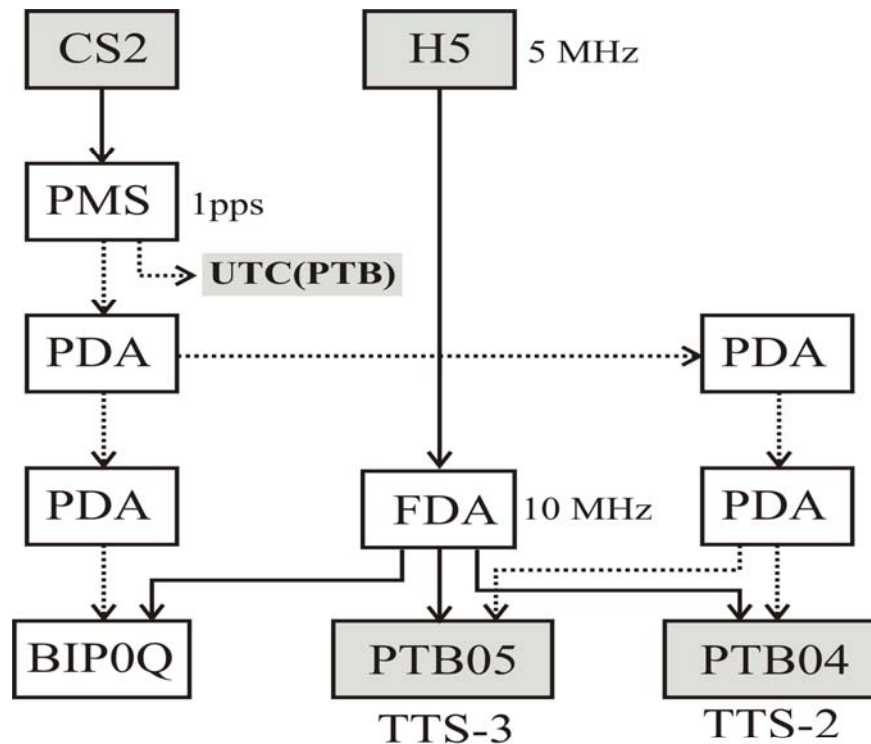 CS2
H5
5 MHz
PMS
1pps
UTC(PTB)
PDA
PDA
PDA
FDA
10 MHz
PDA
BIP0Q
PTB05
PTB04
TTS-3
TTS-2